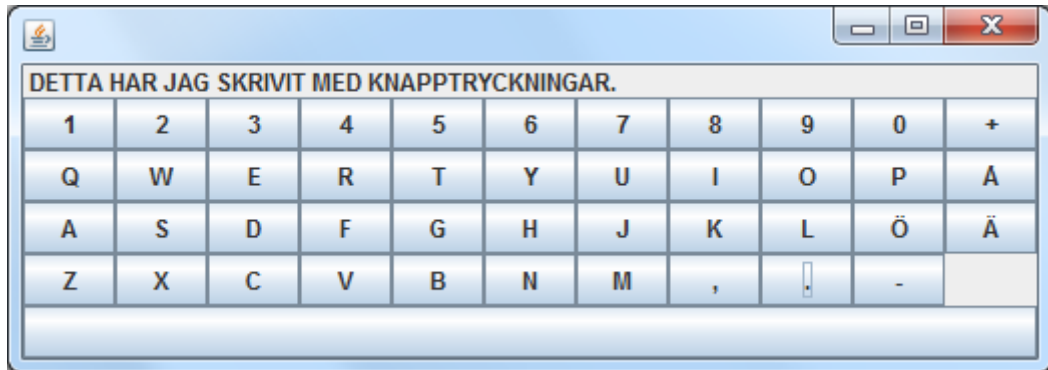 DETTA HAR JAG SKRIVIT MED KNAPPTRYCKNINGAR.
1 2 3 4 5 6 7 8 9 0 +
Q W E R T Y U I O P Å
A S D F G H J K L Ö Ä
Z X C V B N M , . -